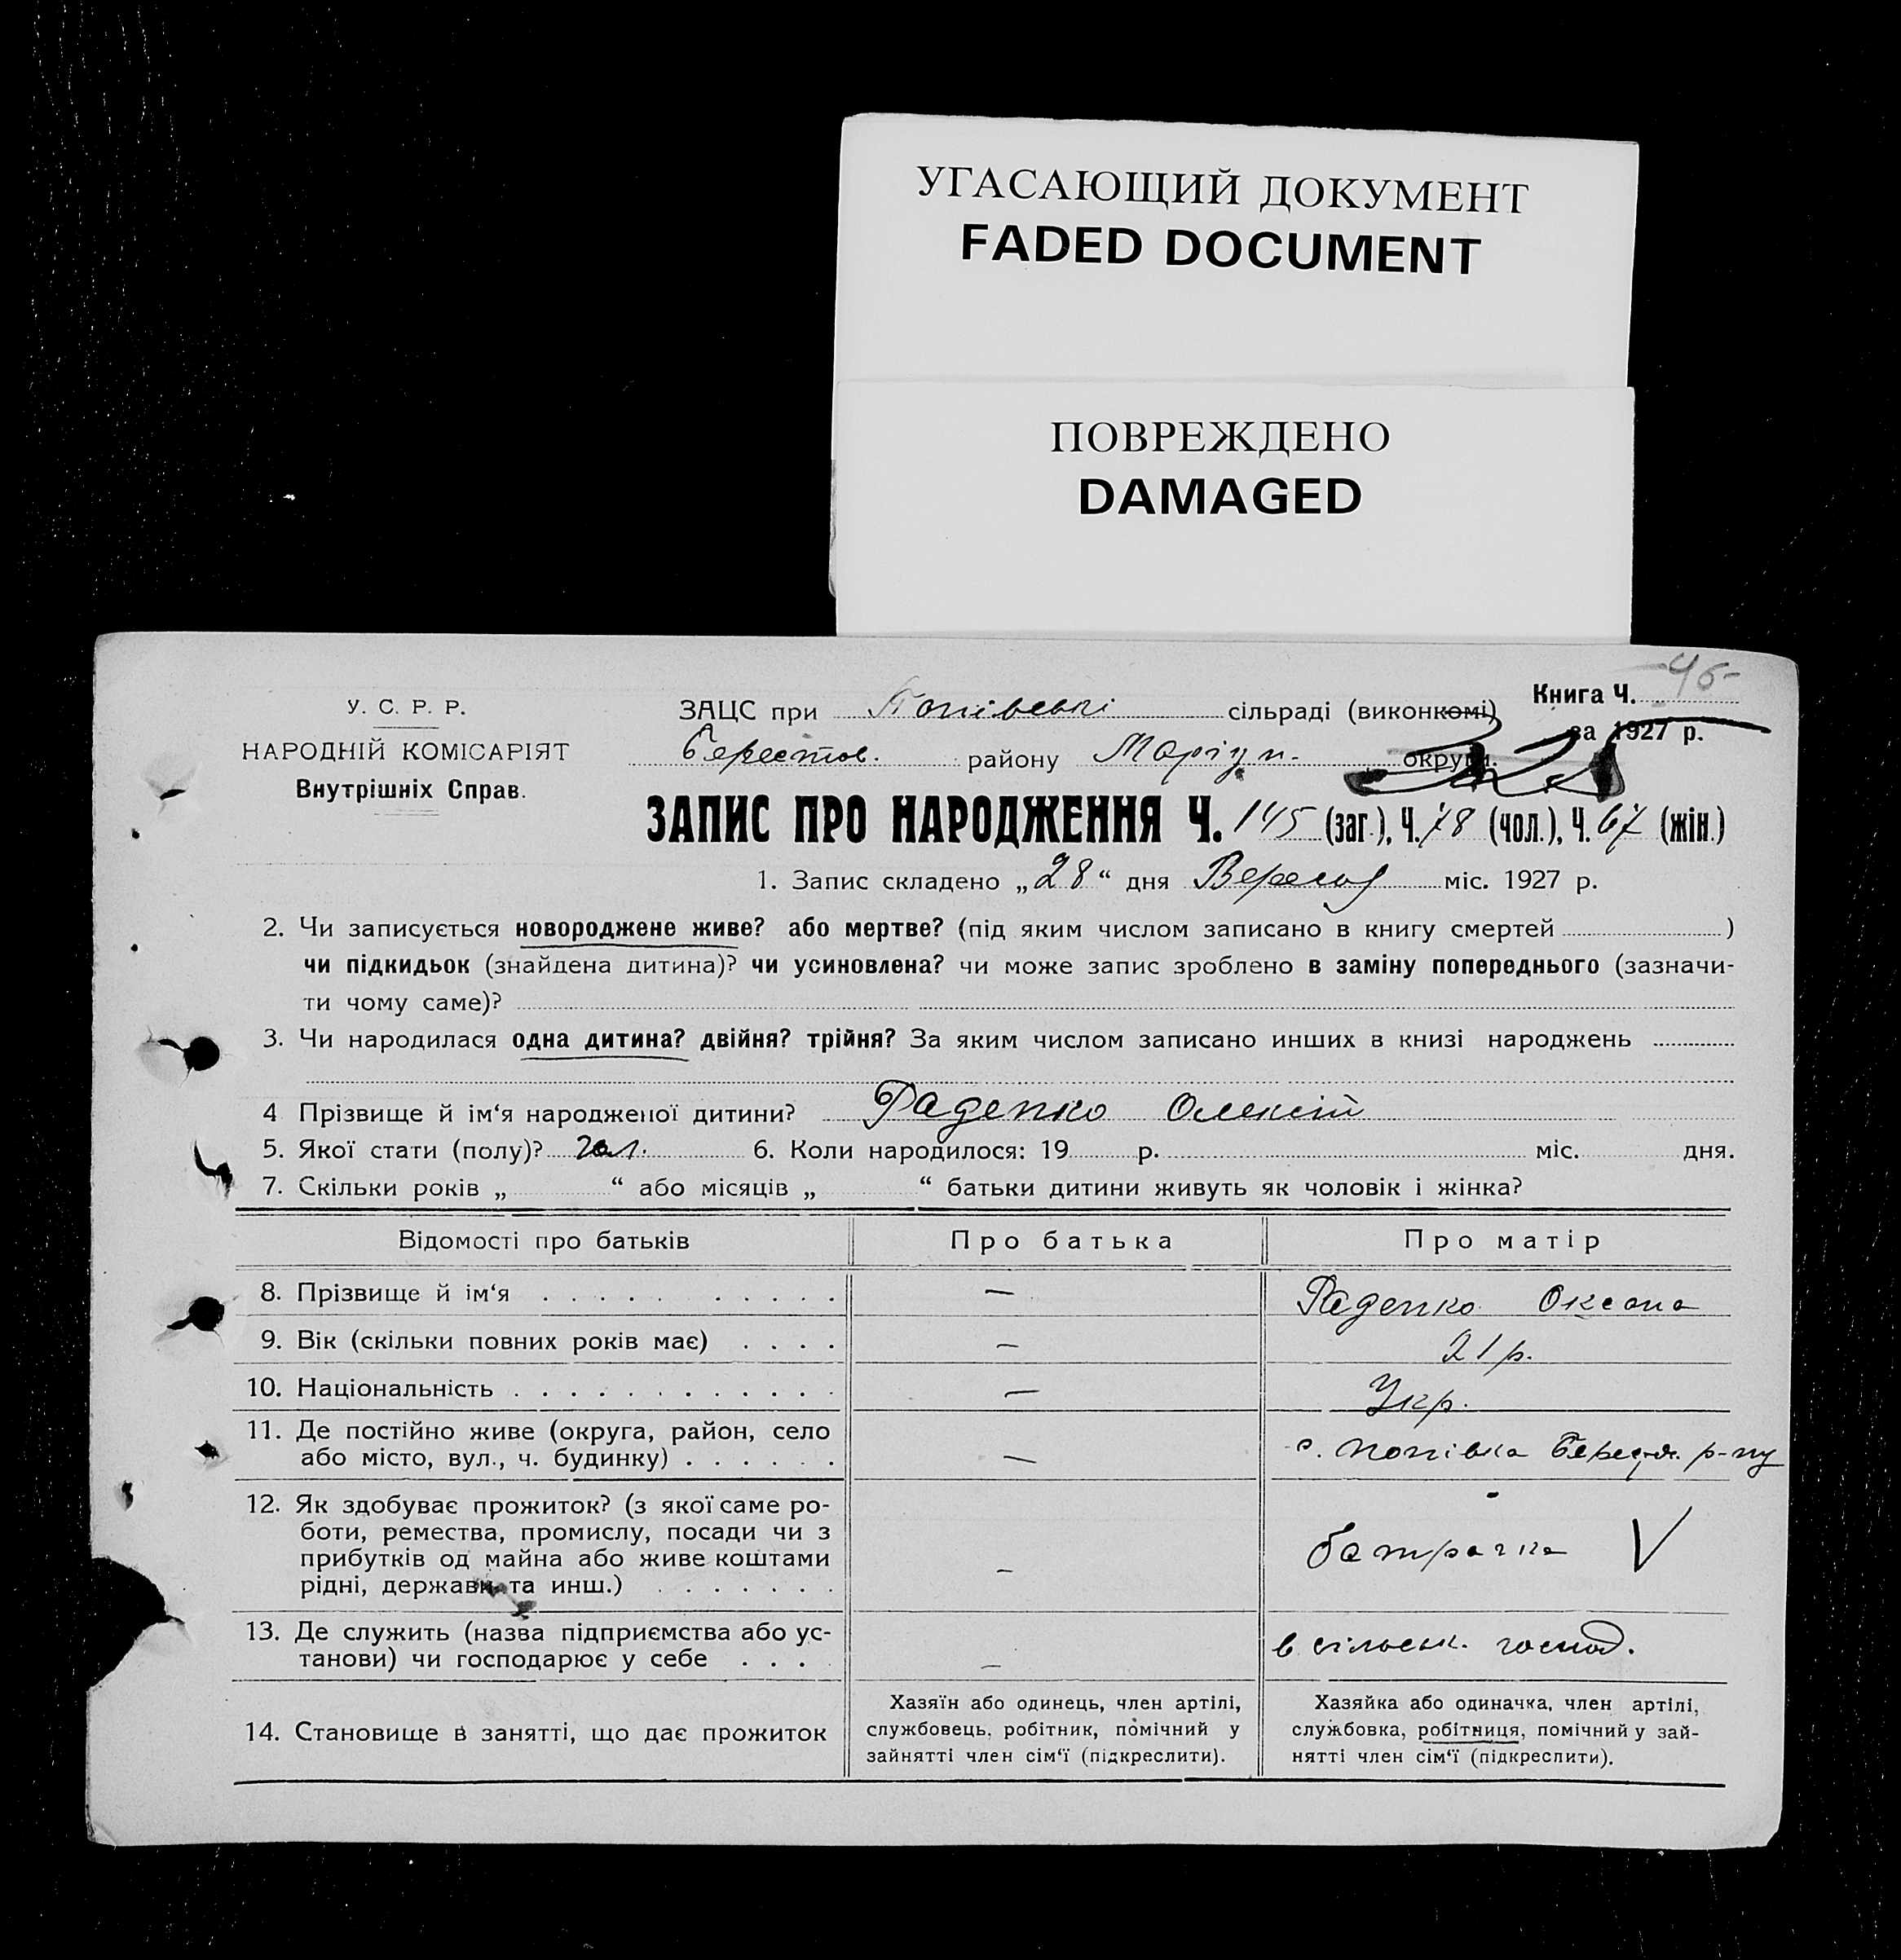 УГАСАЮЩИЙ ДОКУМЕНТ
FADED DOCUMENT
ПОВРЕЖДЕНО
DAMAGED
У. С. Р. Р.
НАРОДНІЙ КОМІСАРІЯТ
Внутрішніх Справ.
Книга Ч.
за 1927 р.
ЗАЦС при Попівські сільраді (виконкомі)
Берестов. району Маріуп. округи.
ЗАПИС ПРО НАРОДЖЕННЯ Ч. 145 (заг.), Ч. 78 (чол.), Ч. 67 (жін.)
1. Запис складено „28“ дня міс. 1927 р.
2. Чи записується новороджене живе? або мертве? (під яким числом записано в книгу смертей )
чи підкидьок (знайдена дитина)? чи усиновлена? чи може запис зроблено в заміну попереднього (зазначи-
ти чому саме)?
3. Чи народилася одна дитина? двійня? трійня? За яким числом записано инших в книзі народжень
4 Прізвище й ім‘я народженої дитини? Раденко Олексій
5. Якої стати (полу)? чол. 6. Коли народилося: 19 р. міс. дня.
7. Скільки років „ “ або місяців „ “ батьки дитини живуть як чоловік і жінка?
Відомості про батьків Про батька Про матір
8. Прізвище й ім‘я — Раденко Оксана
9. Вік (скільки повних років має) — 21 р.
10. Національність — Укр.
11. Де постійно живе (округа, район, село
або місто, вул., ч. будинку) — с. Попівка р-ну
12. Як здобуває прожиток? (з якої саме ро-
боти, ремества, промислу, посади чи з
прибутків од майна або живе коштами
рідні, держави та инш.) — батрачка V
13. Де служить (назва підприємства або ус-
танови) чи господарює у себе — в сільськ. господ.
14. Становище в занятті, що дає прожиток
Хазяїн або одинець, член артілі,
службовець, робітник, помічний у
зайнятті член сім‘ї (підкреслити).
Хазяйка або одиначка, член артілі,
службовка, робітниця, помічний у зай-
нятті член сім‘ї (підкреслити).